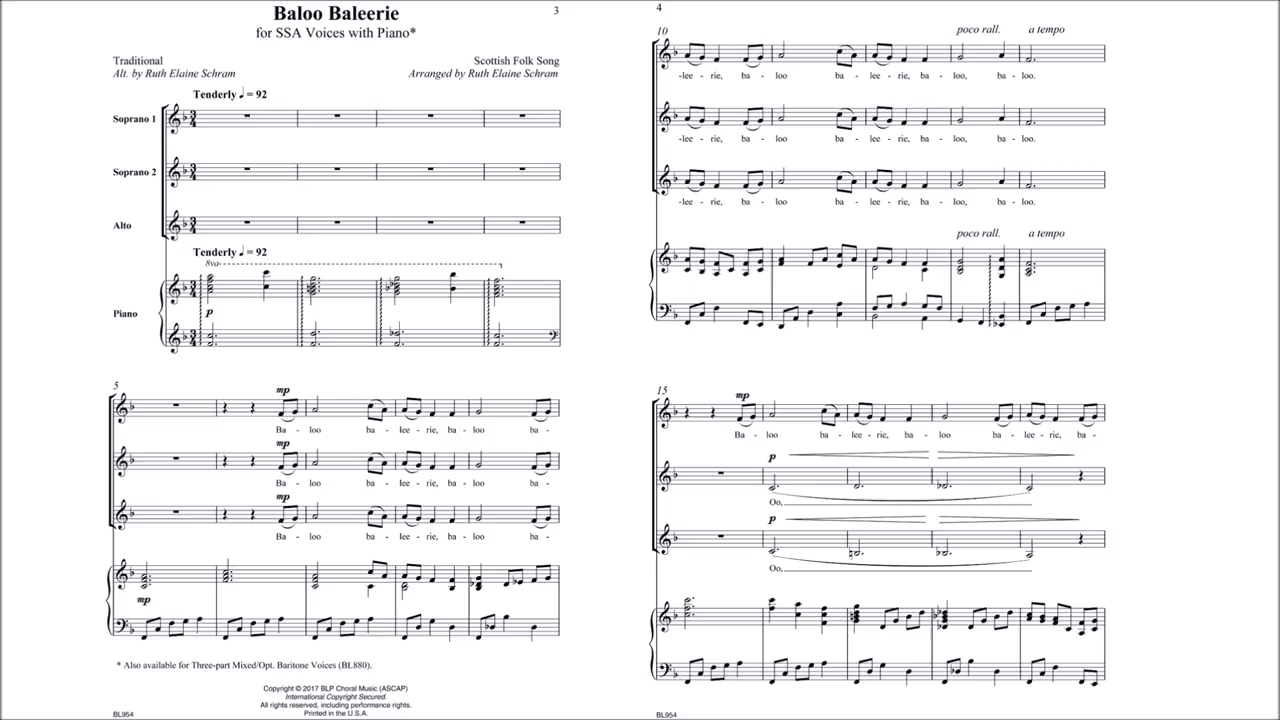 Baloo Baleerie
3
for SSA Voices with Piano*
Traditional
Scottish Folk Song
Alt. by Ruth Elaine Schram
Arranged by Ruth Elaine Schram
Tenderly ♩ = 92
Soprano 1
Soprano 2
Alto
Tenderly ♩ = 92
8va
p
Piano
5
mp
Ba - loo ba - lee - rie, ba - loo ba -
mp
Ba - loo ba - lee - rie, ba - loo ba -
mp
Ba - loo ba - lee - rie, ba - loo ba -
mp
* Also available for Three-part Mixed/Opt. Baritone Voices (BL880).
Copyright © 2017 BLP Choral Music (ASCAP)
International Copyright Secured.
All rights reserved, including performance rights.
Printed in the U.S.A.
BL954
4
10
poco rall. a tempo
-lee - rie, ba - loo ba - lee - rie, ba - loo, ba - loo.
-lee - rie, ba - loo ba - lee - rie, ba - loo, ba - loo.
-lee - rie, ba - loo ba - lee - rie, ba - loo, ba - loo.
poco rall. a tempo
15
mp
Ba - loo ba - lee - rie, ba - loo ba - lee - rie, ba -
p
Oo,
p
Oo,
BL954